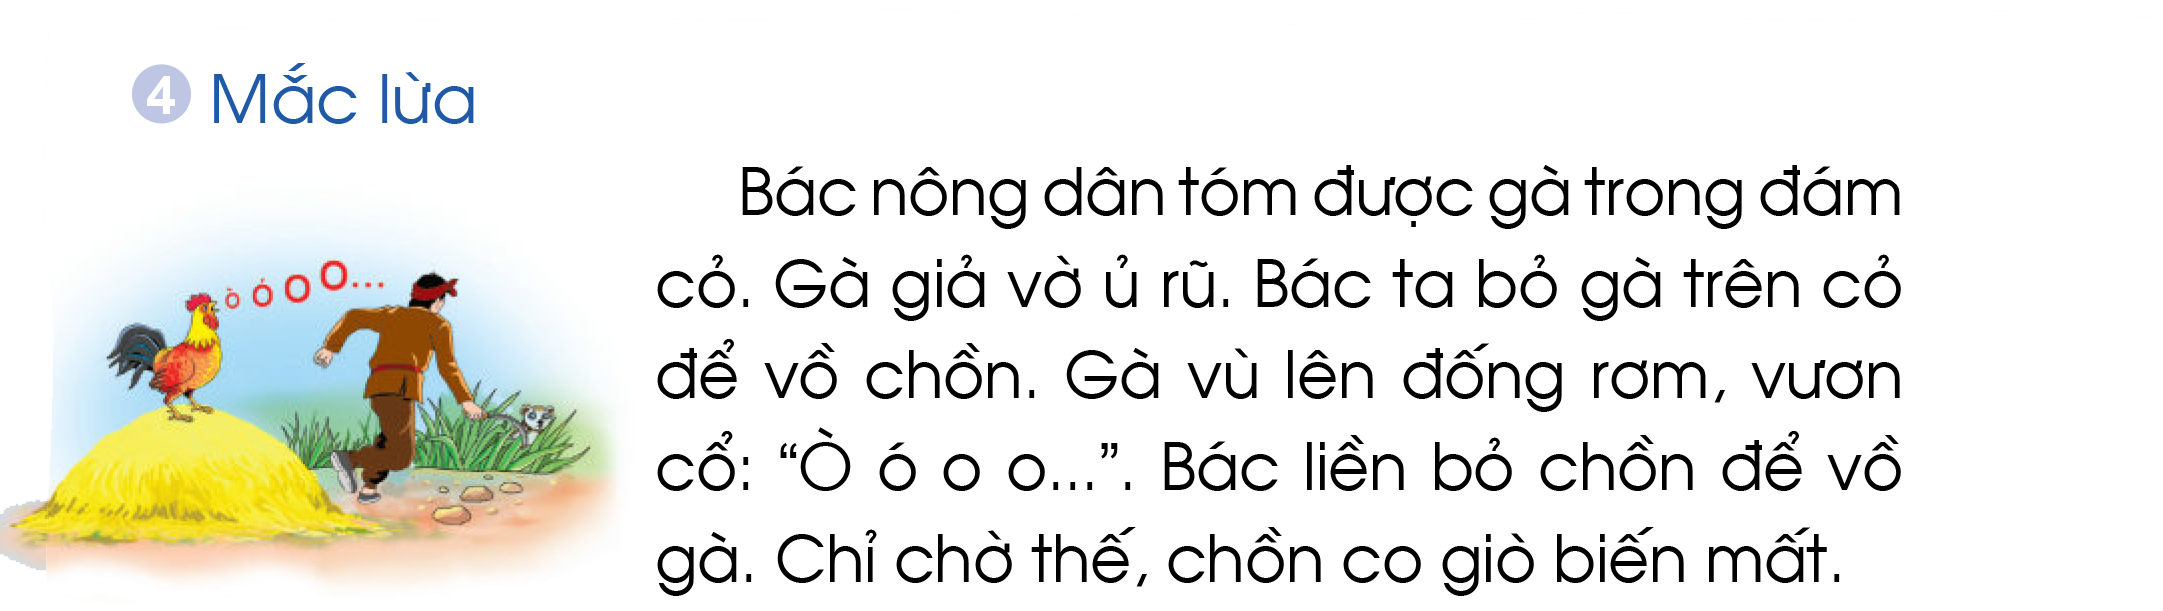 4 Mắc lừa
ò ó O O...
Bác nông dân tóm được gà trong đám
cỏ. Gà giả vờ ủ rũ. Bác ta bỏ gà trên cỏ
để vồ chồn. Gà vù lên đống rơm, vươn
cổ: “Ò ó o o...”. Bác liền bỏ chồn để vồ
gà. Chỉ chờ thế, chồn co giò biến mất.